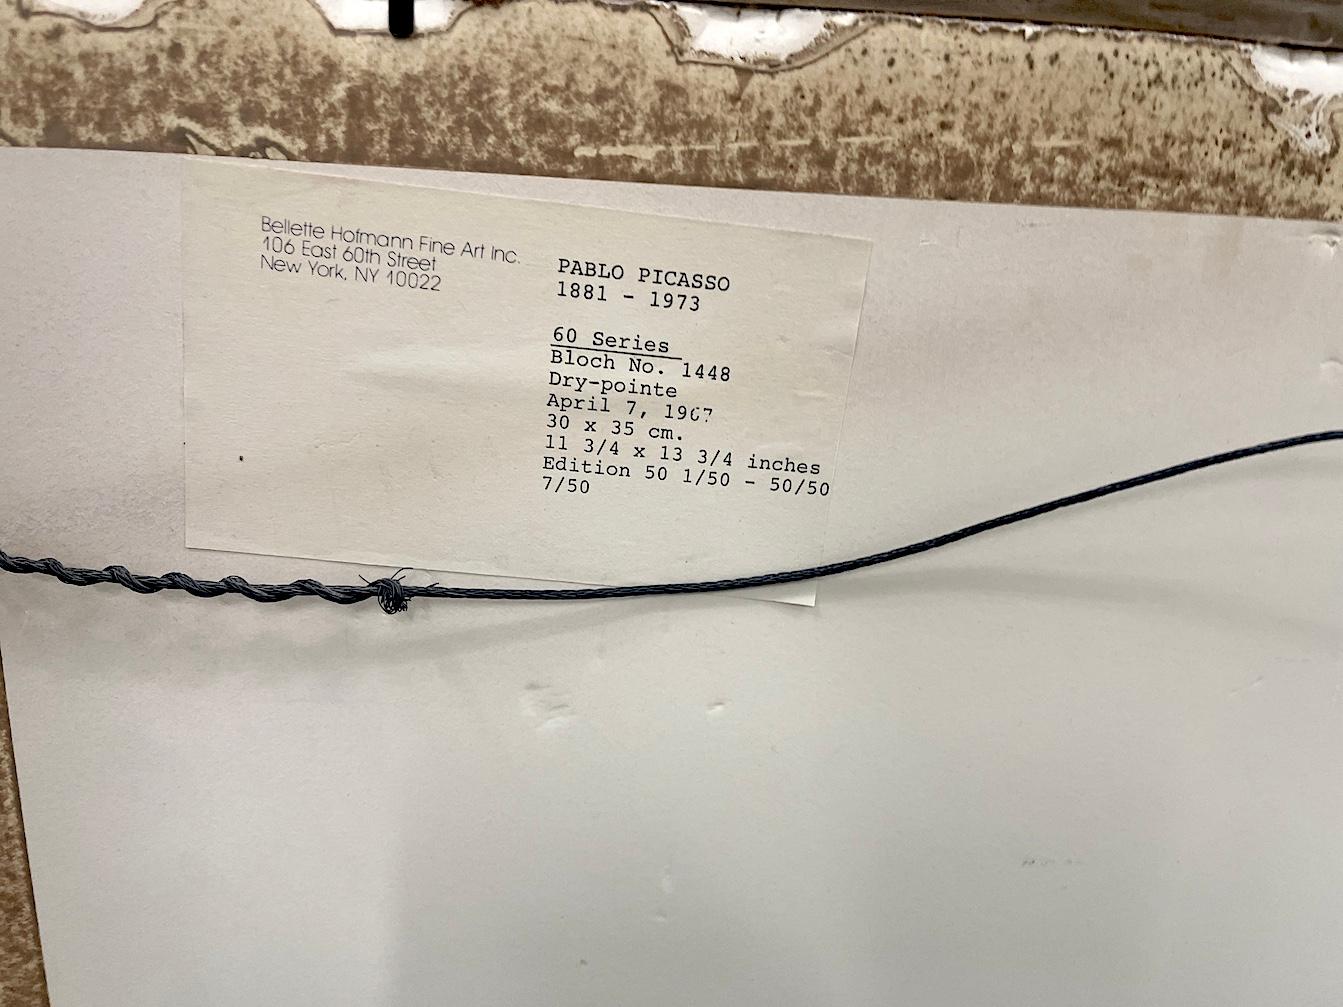 Bellette Hofmann Fine Art Inc.
106 East 60th Street
New York, NY 10022
PABLO PICASSO
1881 - 1973
60 Series
Bloch No. 1448
Dry-pointe
April 7, 1967
30 x 35 cm.
11 3/4 x 13 3/4 inches
Edition 50 1/50 - 50/50
7/50